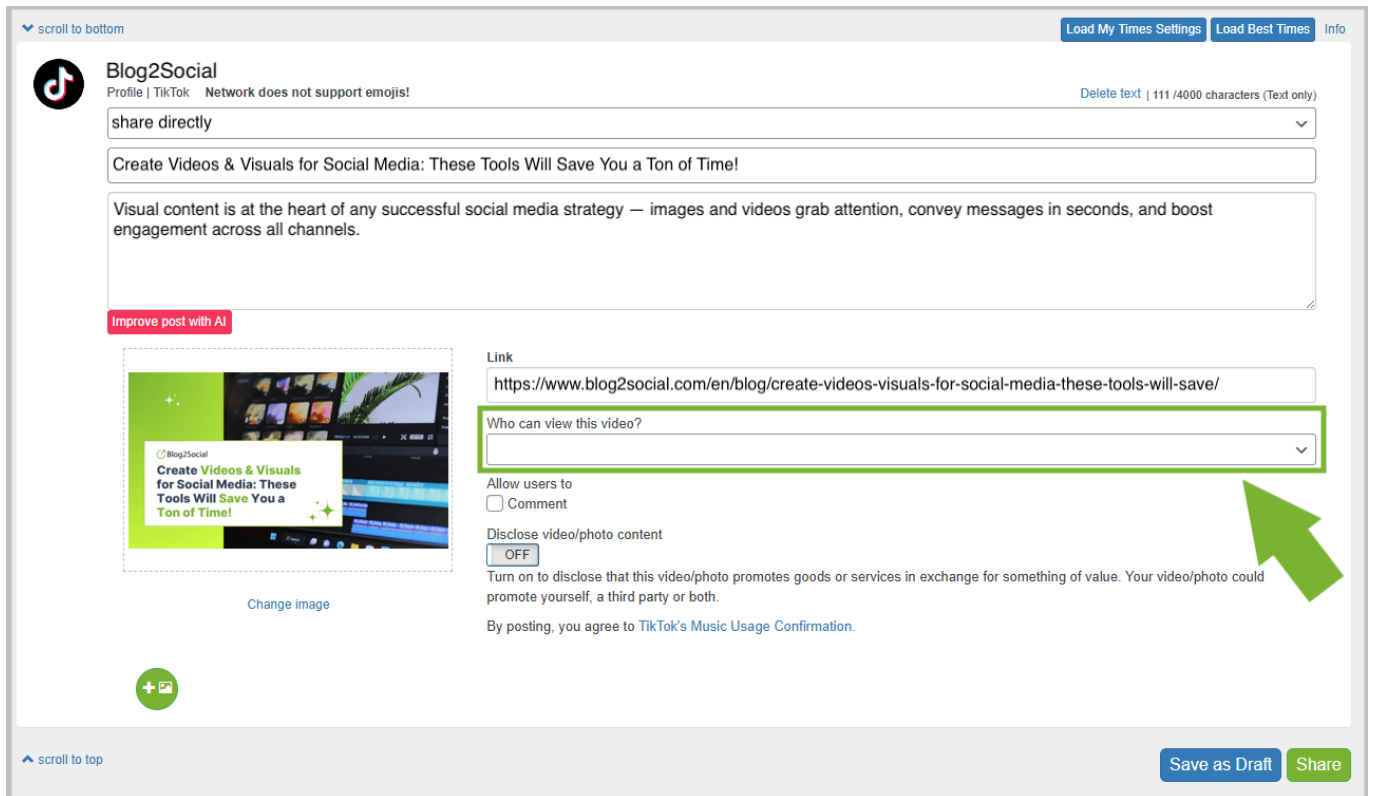 scroll to bottom
Load My Times Settings
Load Best Times
Info
Blog2Social
Profile | TikTok Network does not support emojis!
Delete text | 111 /4000 characters (Text only)
share directly
Create Videos & Visuals for Social Media: These Tools Will Save You a Ton of Time!
Visual content is at the heart of any successful social media strategy — images and videos grab attention, convey messages in seconds, and boost
engagement across all channels.
Improve post with AI
Blog2Social
Create Videos & Visuals
for Social Media: These
Tools Will Save You a
Ton of Time!
Change image
Link
https://www.blog2social.com/en/blog/create-videos-visuals-for-social-media-these-tools-will-save/
Who can view this video?
Allow users to
Comment
Disclose video/photo content
OFF
Turn on to disclose that this video/photo promotes goods or services in exchange for something of value. Your video/photo could
promote yourself, a third party or both.
By posting, you agree to TikTok's Music Usage Confirmation.
scroll to top
Save as Draft
Share